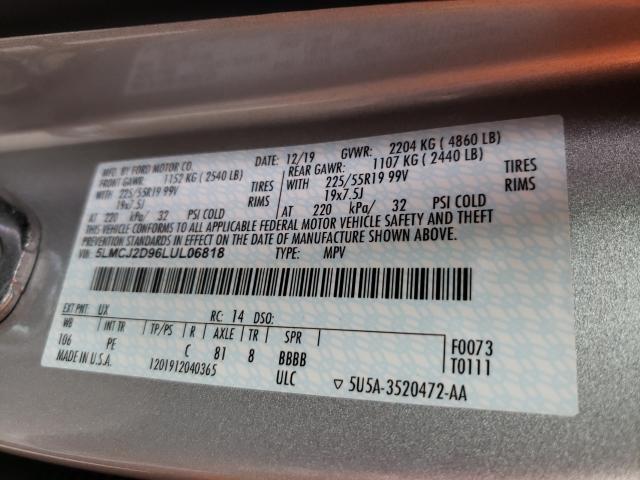 MFD. BY FORD MOTOR CO.
DATE: 12/19 GVWR: 2204 KG ( 4860 LB)
FRONT GAWR: 1152 KG ( 2540 LB) REAR GAWR: 1107 KG ( 2440 LB)
WITH 225/55R19 99V TIRES WITH 225/55R19 99V TIRES
19x7.5J RIMS 19x7.5J RIMS
AT 220 kPa/ 32 PSI COLD AT 220 kPa/ 32 PSI COLD
THIS VEHICLE CONFORMS TO ALL APPLICABLE FEDERAL MOTOR VEHICLE SAFETY AND THEFT
PREVENTION STANDARDS IN EFFECT ON THE DATE OF MANUFACTURE SHOWN ABOVE.
VIN: 5LMCJ2D96LUL06818 TYPE: MPV
EXT PNT: UX RC: 14 DSO:
WB INT TR TP/PS R AXLE TR SPR
106 PE C 81 8 BBBB
F0073
T0111
MADE IN U.S.A. 1201912040365 ULC
▽ 5U5A-3520472-AA